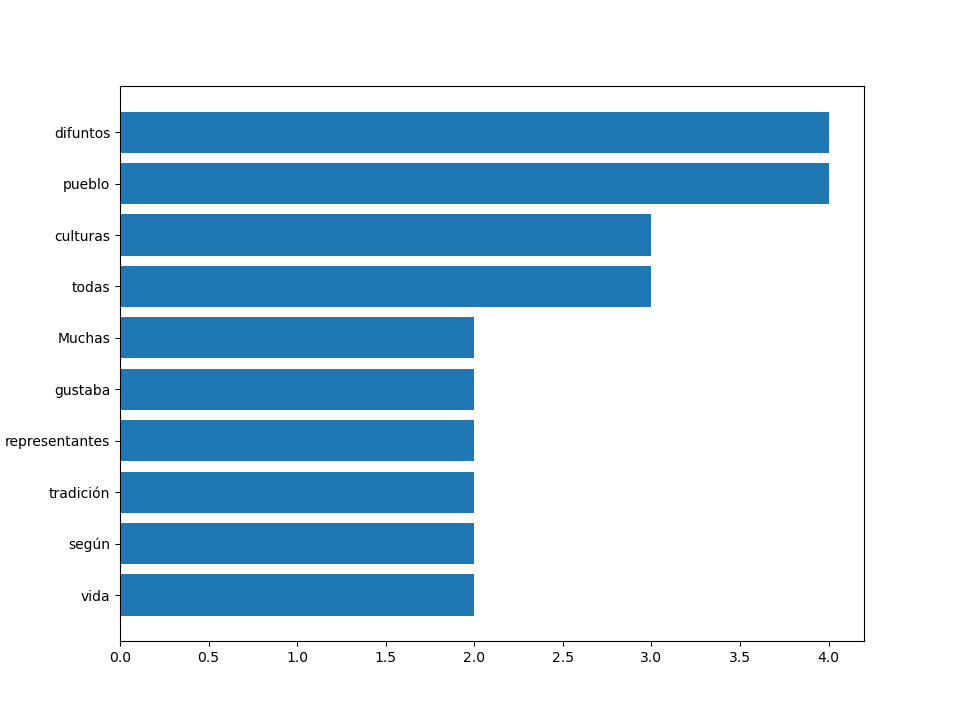 difuntos
pueblo
culturas
todas
Muchas
gustaba
representantes
tradición
según
vida
0.0 0.5 1.0 1.5 2.0 2.5 3.0 3.5 4.0